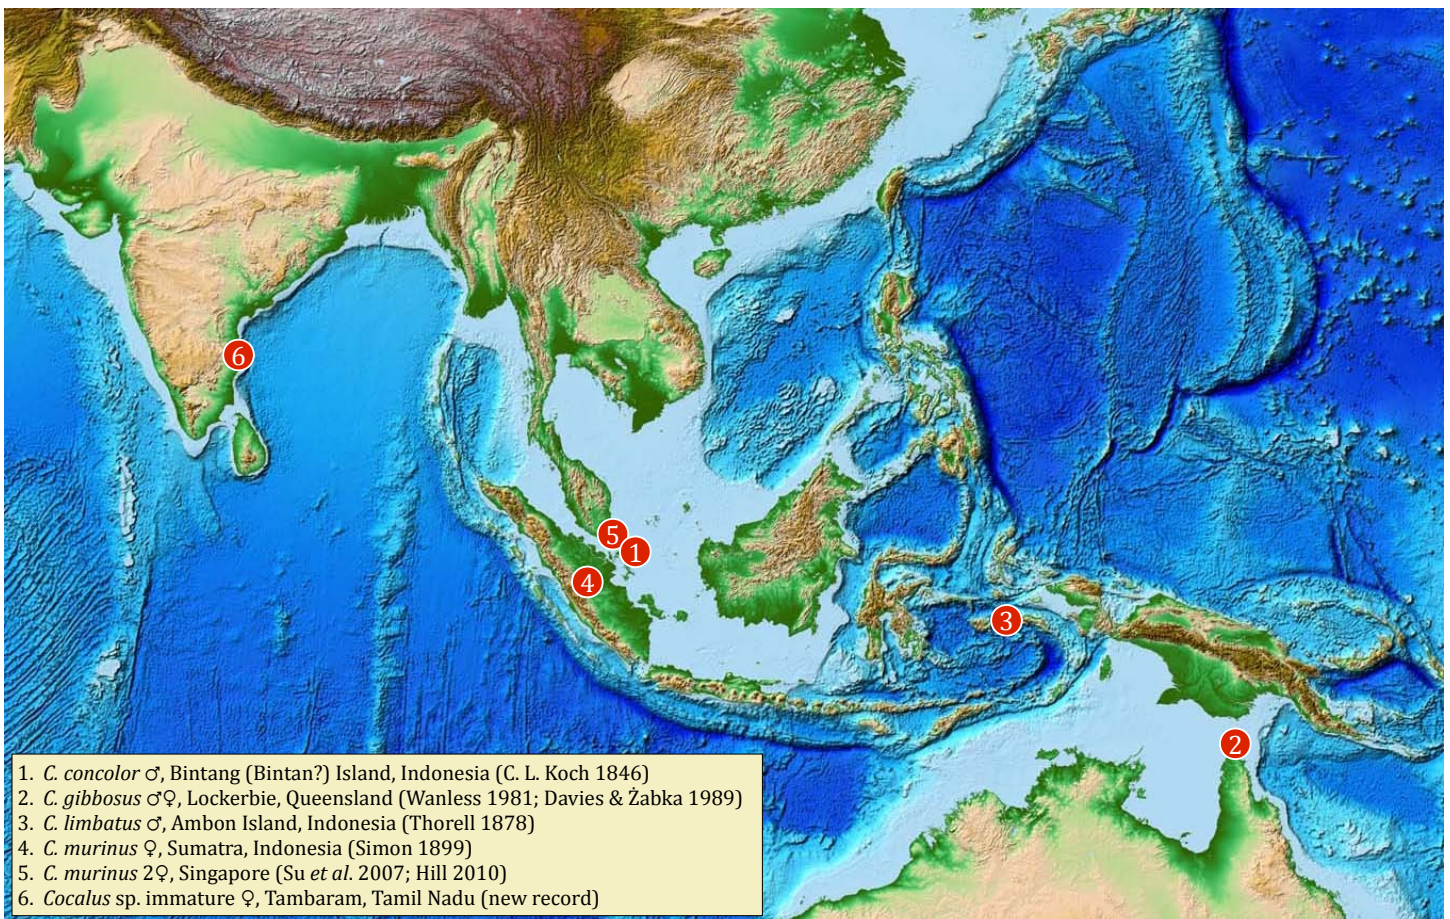 6
5
1
4
3
2
1. C. concolor ♂, Bintang (Bintan?) Island, Indonesia (C. L. Koch 1846)
2. C. gibbosus ♂♀, Lockerbie, Queensland (Wanless 1981; Davies & Żabka 1989)
3. C. limbatus ♂, Ambon Island, Indonesia (Thorell 1878)
4. C. murinus ♀, Sumatra, Indonesia (Simon 1899)
5. C. murinus 2♀, Singapore (Su et al. 2007; Hill 2010)
6. Cocalus sp. immature ♀, Tambaram, Tamil Nadu (new record)